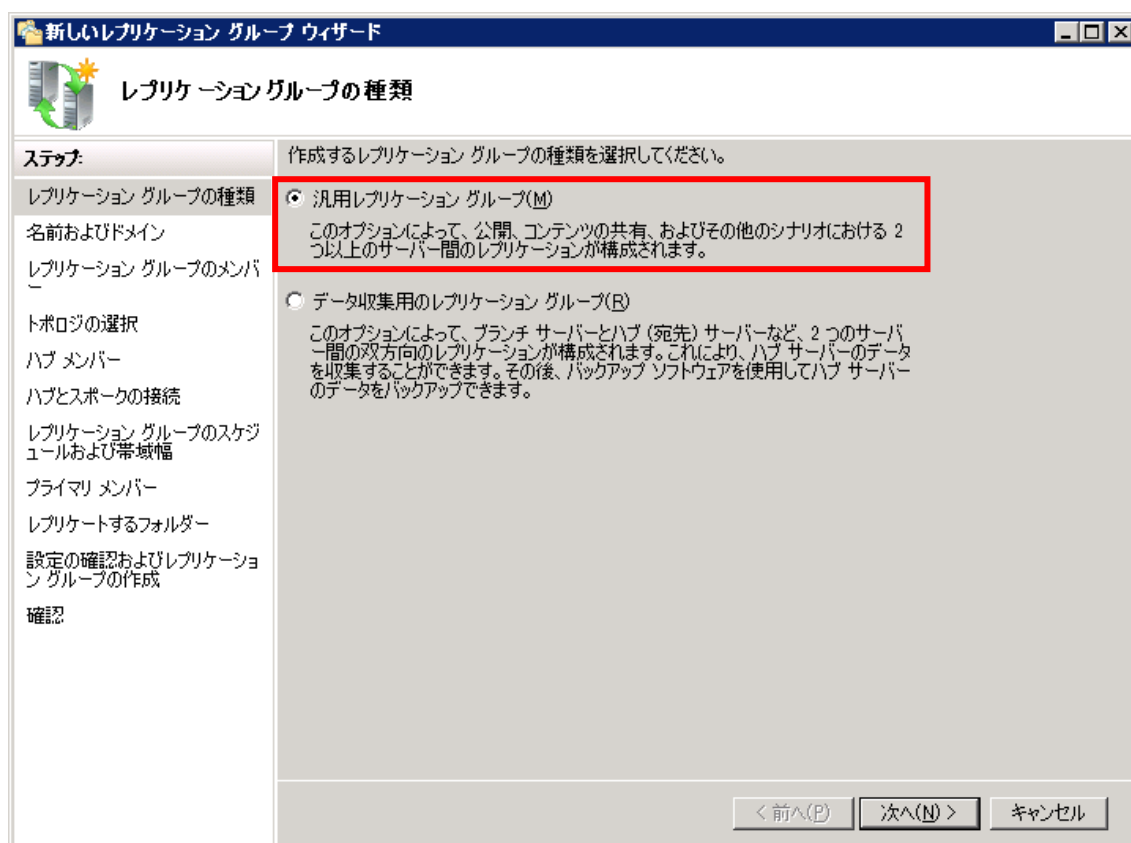 新しいレプリケーション グループ ウィザード
レプリケーション グループの種類
ステップ:
レプリケーション グループの種類
名前およびドメイン
レプリケーション グループのメンバ
ー
トポロジの選択
ハブ メンバー
ハブとスポークの接続
レプリケーション グループのスケジ
ュールおよび帯域幅
プライマリ メンバー
レプリケートするフォルダー
設定の確認およびレプリケーショ
ン グループの作成
確認
作成するレプリケーション グループの種類を選択してください。
汎用レプリケーション グループ(M)
このオプションによって、公開、コンテンツの共有、およびその他のシナリオにおける 2
つ以上のサーバー間のレプリケーションが構成されます。
データ収集用のレプリケーション グループ(R)
このオプションによって、ブランチ サーバーとハブ (宛先) サーバーなど、2 つのサーバ
ー間の双方向のレプリケーションが構成されます。これにより、ハブ サーバーのデータ
を収集することができます。その後、バックアップ ソフトウェアを使用してハブ サーバー
のデータをバックアップできます。
< 前へ(P)
次へ(N) >
キャンセル